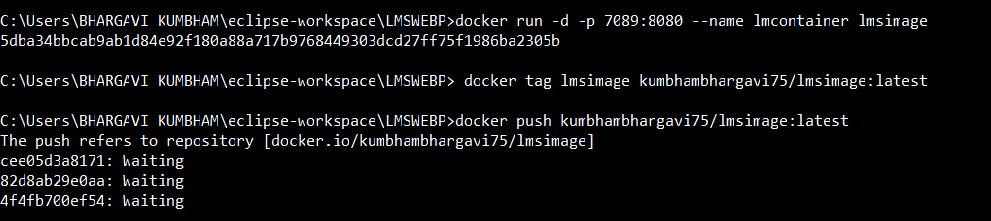 C:\Users\BHARGAVI KUMBHAM\eclipse-workspace\LMSWEBP>docker run -d -p 7089:8080 --name lmcontainer lmsimage
5dba34bbcab9ab1d84e92f180a88a717b9768449303dcd27ff75f1986ba2305b
C:\Users\BHARGAVI KUMBHAM\eclipse-workspace\LMSWEBP> docker tag lmsimage kumbhambhargavi75/lmsimage:latest
C:\Users\BHARGAVI KUMBHAM\eclipse-workspace\LMSWEBP>docker push kumbhambhargavi75/lmsimage:latest
The push refers to repository [docker.io/kumbhambhargavi75/lmsimage]
cee05d3a8171: Waiting
82d8ab29e0aa: Waiting
4f4fb700ef54: Waiting